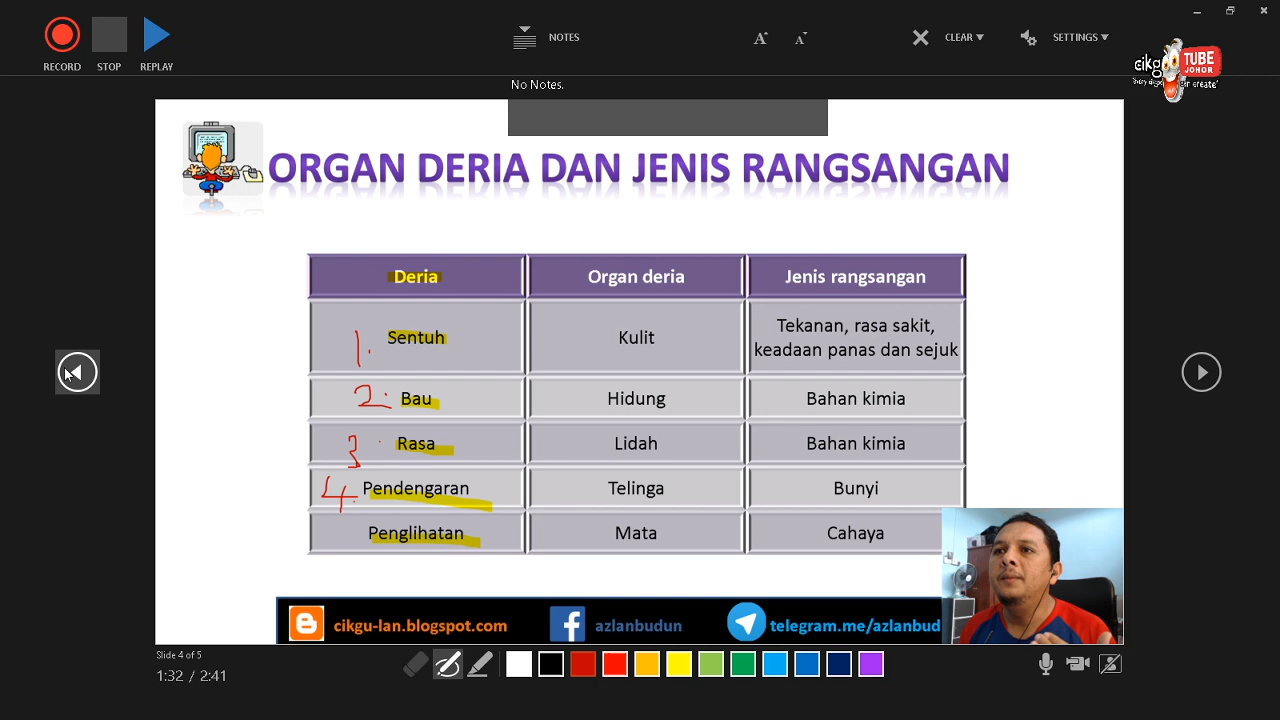 RECORD STOP REPLAY NOTES A A CLEAR SETTINGS
cikgu TUBE JOHOR
No Notes.
ORGAN DERIA DAN JENIS RANGSANGAN
Deria Organ deria Jenis rangsangan
1. Sentuh Kulit Tekanan, rasa sakit,
keadaan panas dan sejuk
2. Bau Hidung Bahan kimia
3 Rasa Lidah Bahan kimia
4. Pendengaran Telinga Bunyi
Penglihatan Mata Cahaya
cikgu-lan.blogspot.com azlanbudun telegram.me/azlanbud
Slide 4 of 5
1:32 / 2:41